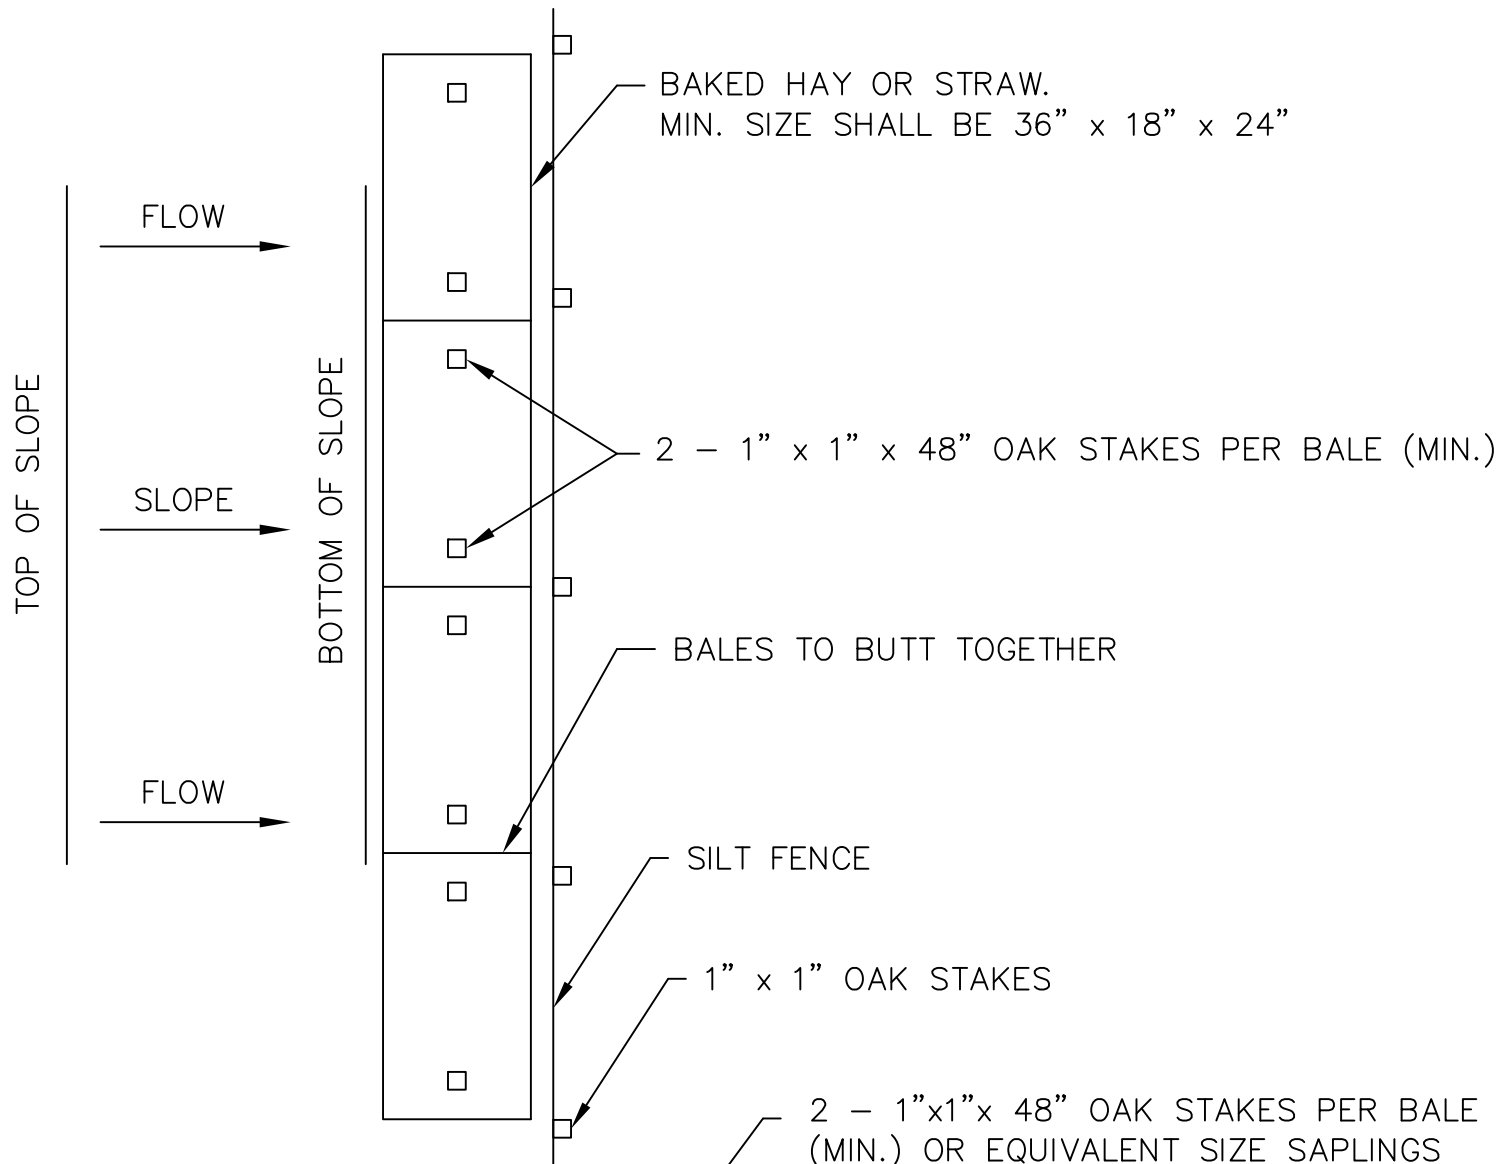 BAKED HAY OR STRAW.
MIN. SIZE SHALL BE 36” x 18” x 24”
FLOW
TOP OF SLOPE
BOTTOM OF SLOPE
2 – 1” x 1” x 48” OAK STAKES PER BALE (MIN.)
SLOPE
BALES TO BUTT TOGETHER
FLOW
SILT FENCE
1” x 1” OAK STAKES
2 – 1”x1”x 48” OAK STAKES PER BALE
(MIN.) OR EQUIVALENT SIZE SAPLINGS